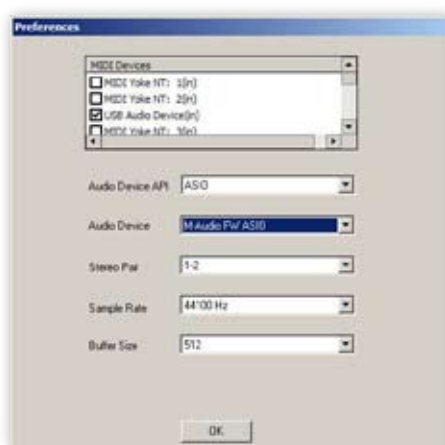 Preferences
MIDI Devices
MIDI Yoke NT: 1(in)
MIDI Yoke NT: 2(in)
USB Audio Device(in)
MIDI Yoke NT: 3(in)
Audio Device API ASIO
Audio Device M-Audio FW ASIO
Stereo Pair 1-2
Sample Rate 44100 Hz
Buffer Size 512
OK